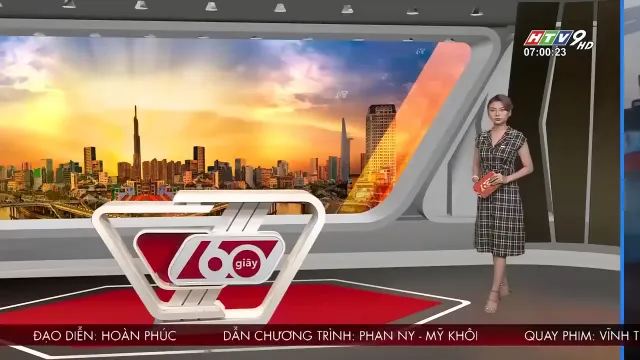 HTV9 HD
07:00:23
60 giây
ĐẠO DIỄN: HOÀN PHÚC DẪN CHƯƠNG TRÌNH: PHAN NY - MỸ KHÔI QUAY PHIM: VĨNH T